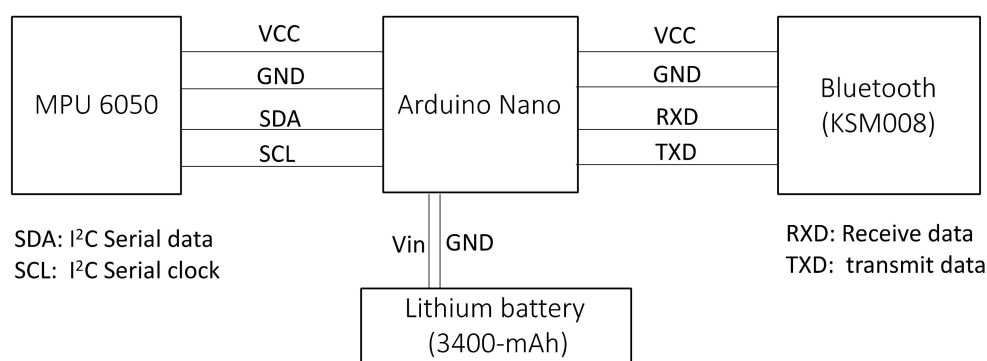 VCC
GND
SDA
SCL
MPU 6050
Arduino Nano
VCC
GND
RXD
TXD
Bluetooth
(KSM008)
SDA: I²C Serial data
SCL: I²C Serial clock
Vin
GND
RXD: Receive data
TXD: transmit data
Lithium battery
(3400-mAh)